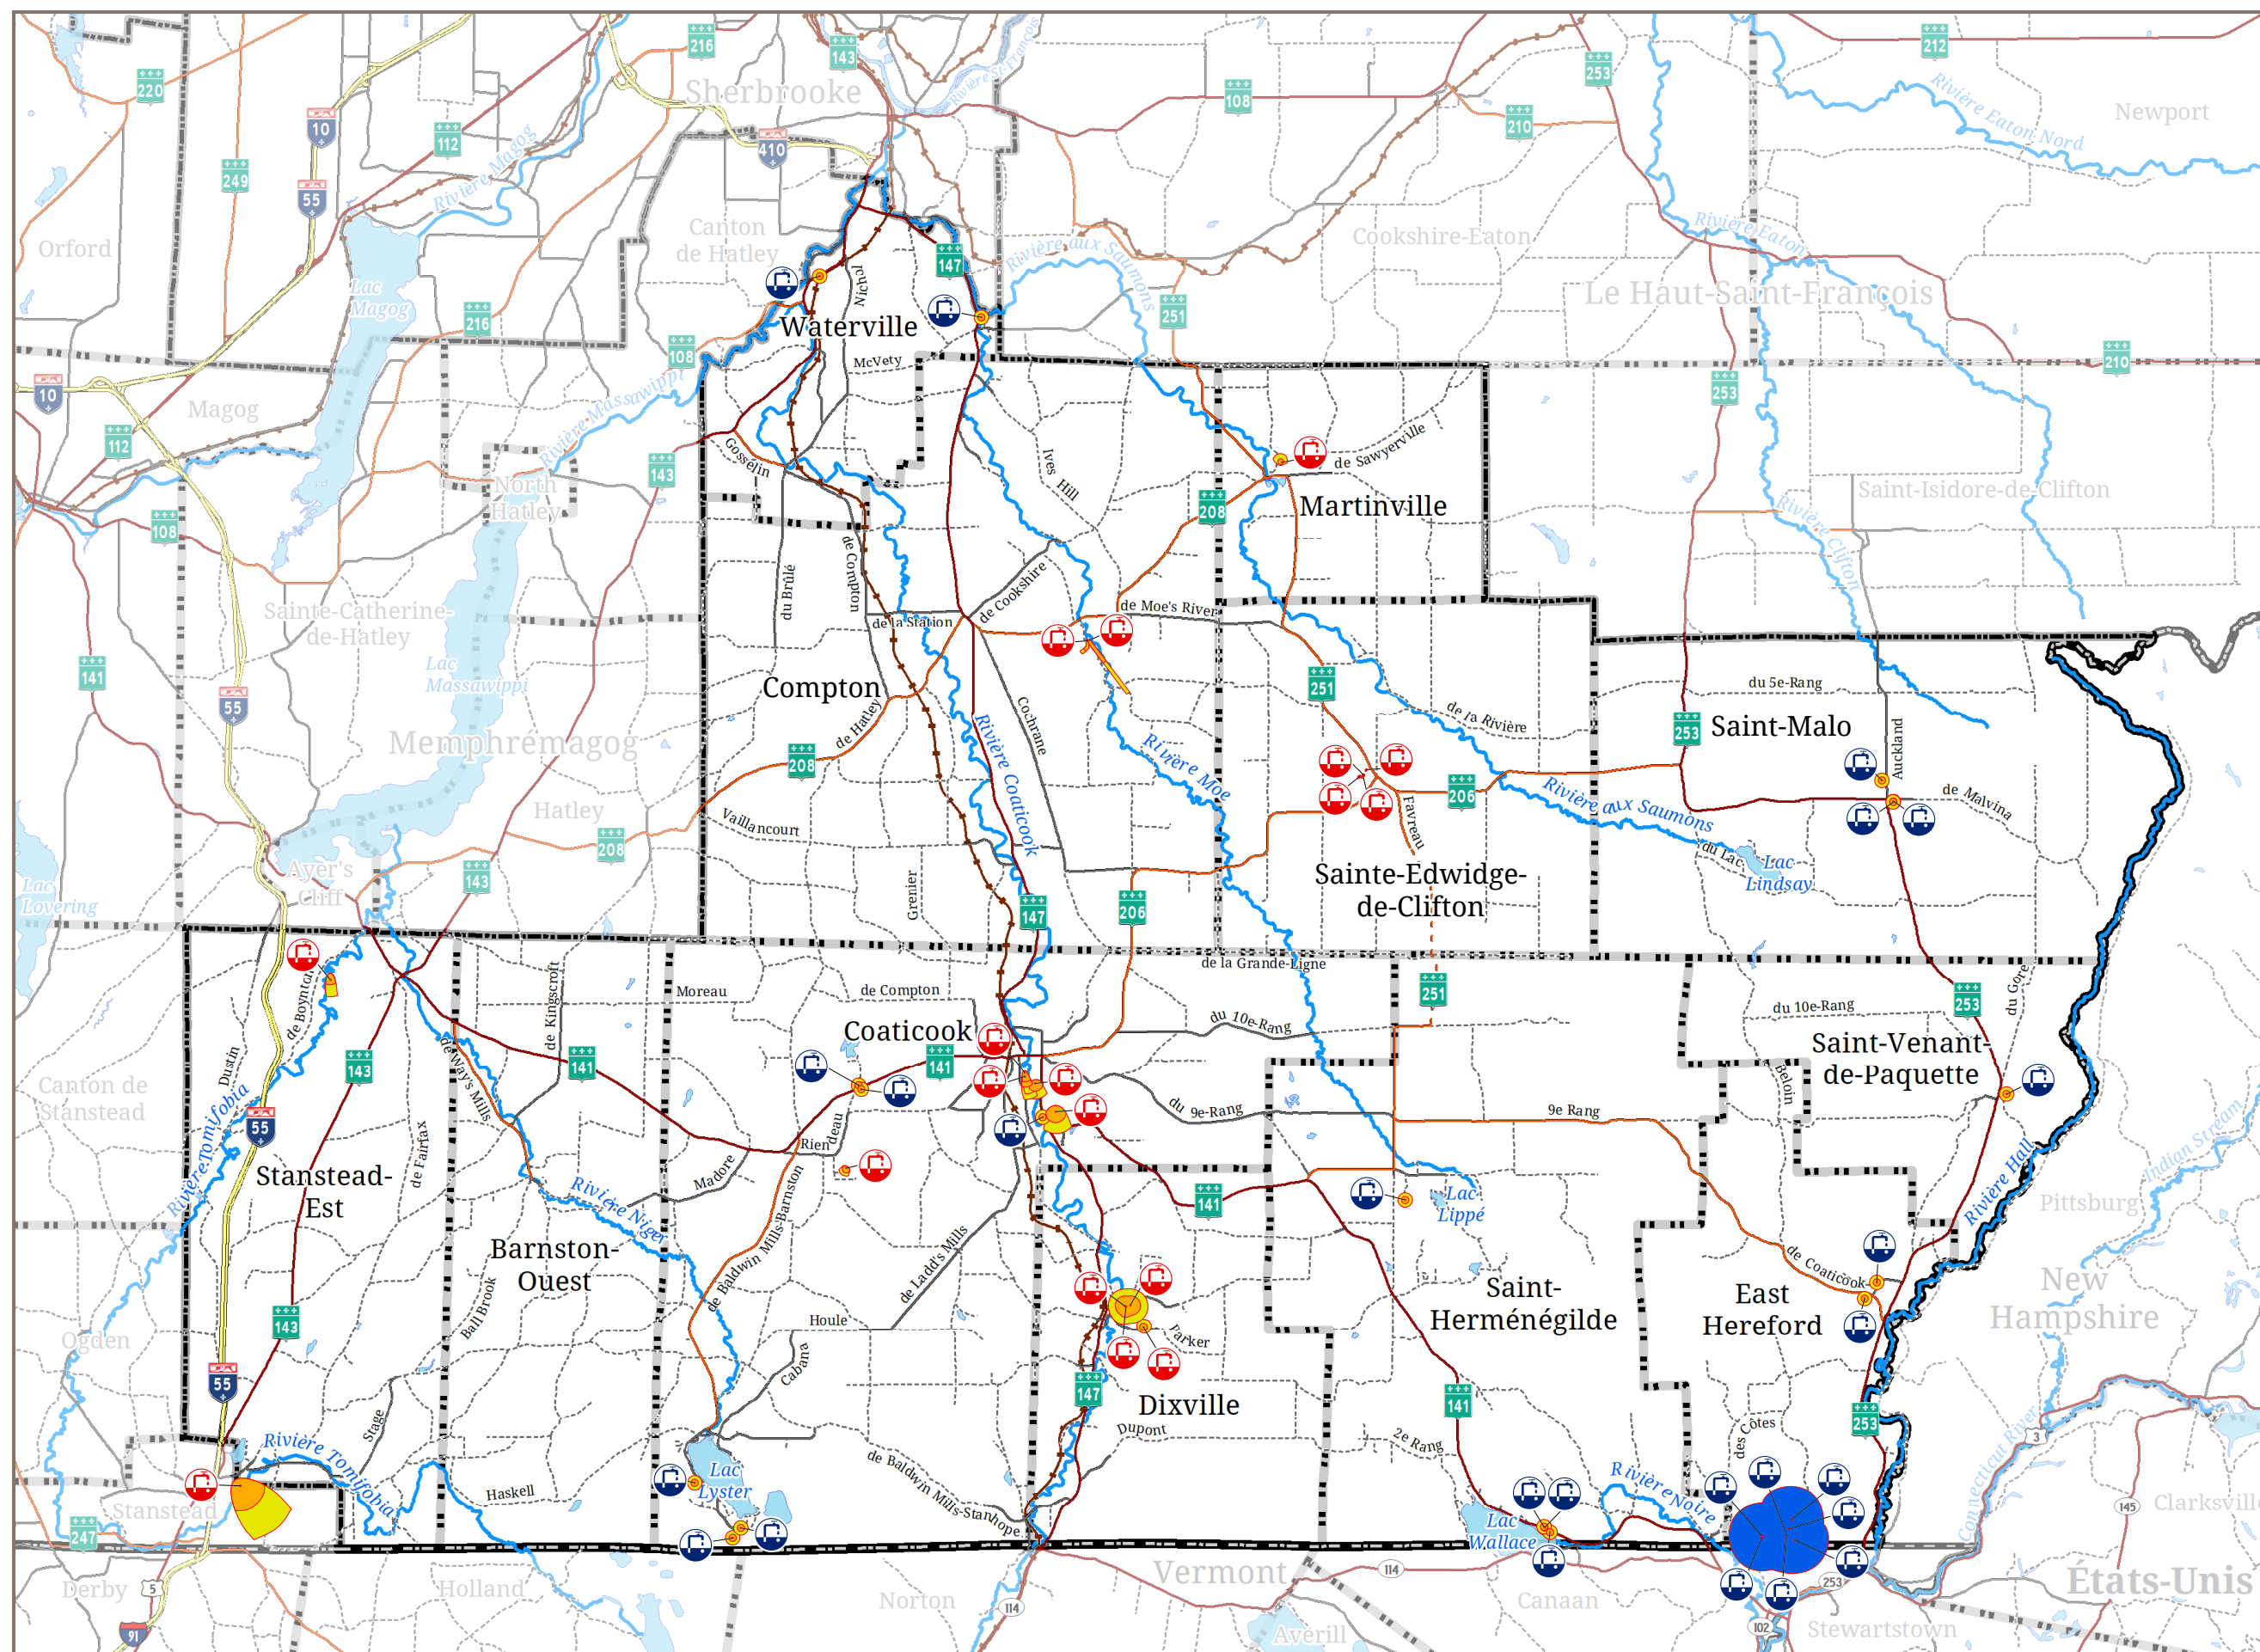 216
143
212
220
253
Sherbrooke
108
Rivière St-François
Rivière Eaton Nord
Newport
10
112
410
210
Rivière Magog
249
55
Canton
de Hatley
Orford
Cookshire-Eaton
Rivière Eaton
Rivière aux Saumons
147
Nichol
Lac
Magog
Le Haut-Saint-François
216
251
Waterville
108
McVety
210
10
253
Magog
Rivière Massawippi
112
143
Gosselin
Ives
Hill
de Sawyerville
North
Hatley
Saint-Isidore-de-Clifton
Martinville
208
108
Rivière Clifton
de Compton
du Brûlé
de Cookshire
Sainte-Catherine-
de-Hatley
de Moe's River
de la Station
141
Lac
Massawippi
55
Compton
251
du 5e-Rang
de la Rivière
Saint-Malo
253
Cochrane
de Hatley
Rivière Coaticook
Auckland
Memphrémagog
208
Rivière Moe
206
Rivière aux Saumons
de Malvina
Hatley
Vaillancourt
Favreau
208
du Lac
Lac
Lindsay
Ayer's
Cliff
143
Sainte-Edwidge-
de-Clifton
Lac
Lovering
Grenier
147
206
de la Grande-Ligne
de Boynton
Moreau
de Compton
251
253
du Gore
de Kingscroft
du 10e-Rang
du 10e-Rang
Coaticook
Saint-Venant-
de-Paquette
Dustin
143
de Way's Mills
141
141
Beloin
Canton de
Stanstead
Rivière Tomifobia
55
du 9e-Rang
9e Rang
Indian Stream
Rien
deau
de Fairfax
Madore
Stanstead-
Est
Rivière Niger
141
Lac
Lippé
Rivière Hall
Pittsburg
Barnston-
Ouest
de Baldwin Mills-Barnston
de Ladd's Mills
de Coaticook
New
Hampshire
Saint-
Herménégilde
East
Hereford
Ball Brook
Houle
Parker
143
Ogden
Cabana
55
147
Dixville
141
253
Stage
Dupont
2e Rang
des Côtes
3
Rivière Tomifobia
de Baldwin Mills-Stanhope
Lac
Lyster
Haskell
Rivière Noire
Connecticut River
145
Clarksville
Stanstead
247
Lac
Wallace
Vermont
114
253
États-Unis
Derby
5
Holland
Norton
114
Canaan
91
Averill
102
Stewartstown